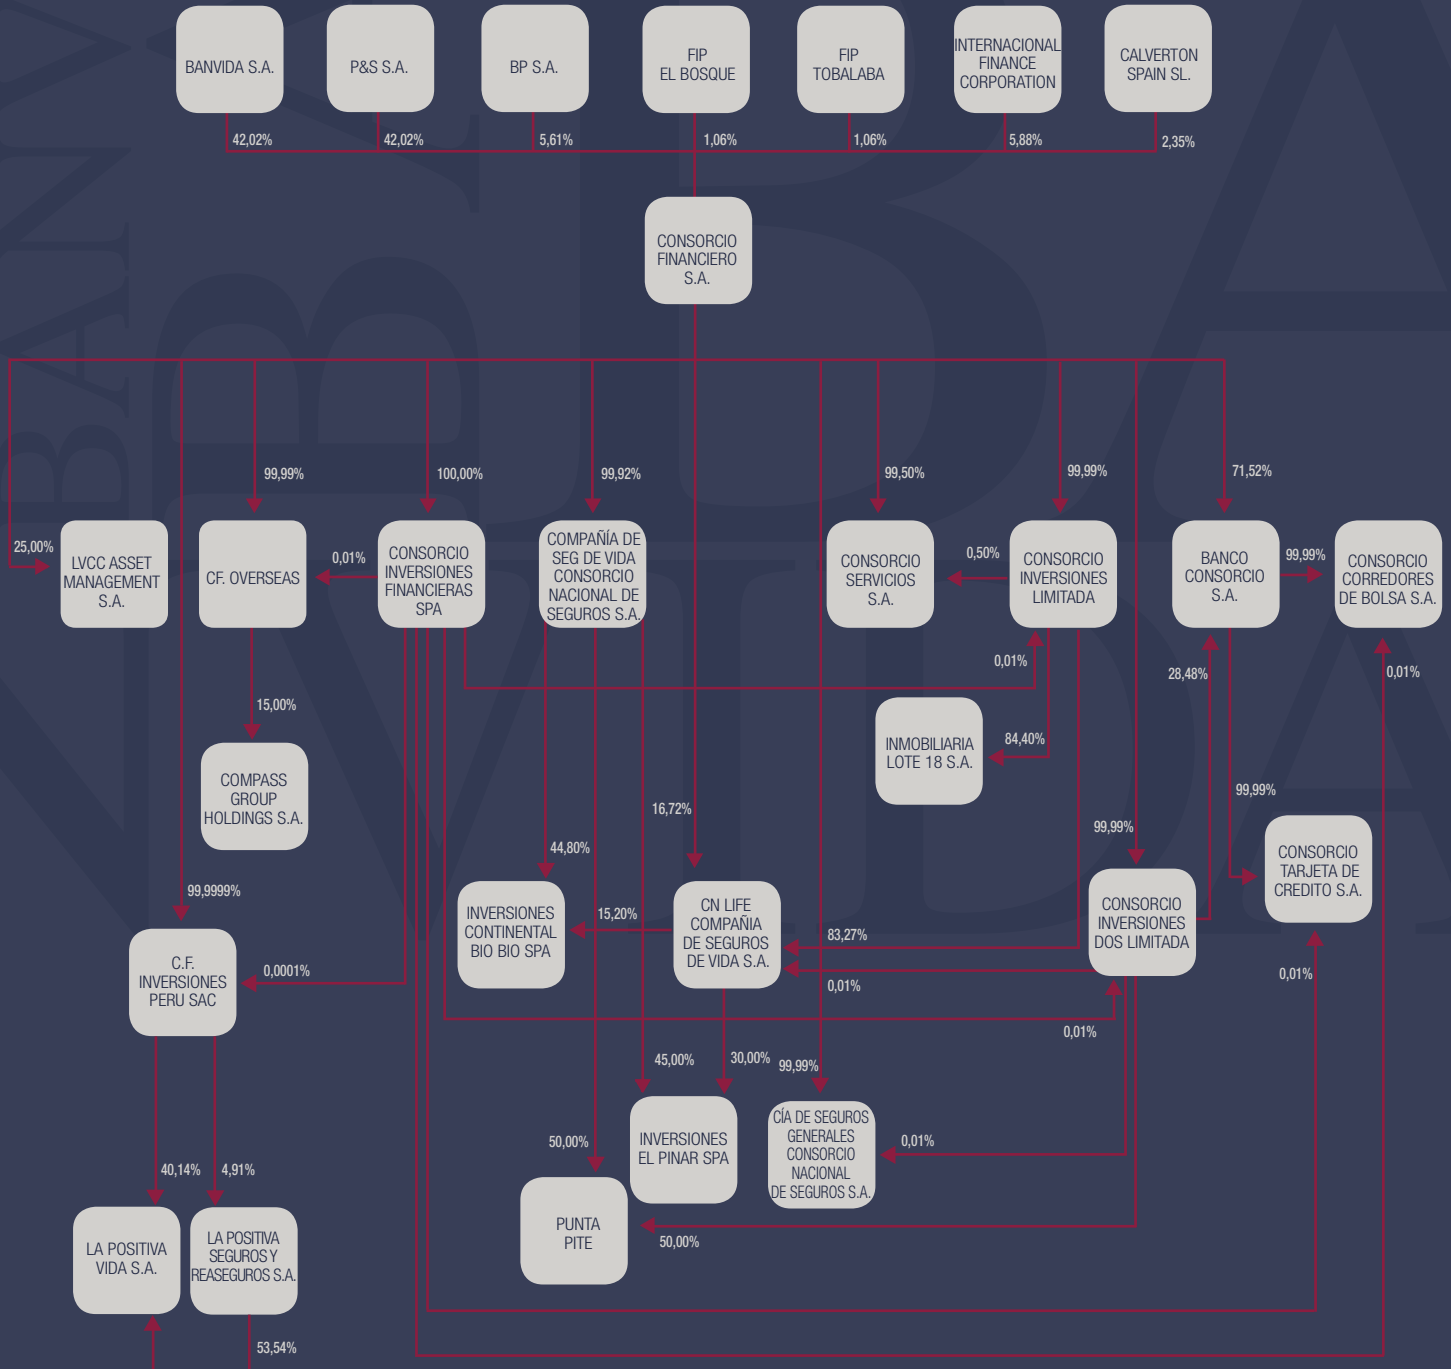 BANVIDA S.A.
P&S S.A.
BP S.A.
FIP
EL BOSQUE
FIP
TOBALABA
INTERNACIONAL
FINANCE
CORPORATION
CALVERTON
SPAIN SL.
42,02%
42,02%
5,61%
1,06%
1,06%
5,88%
2,35%
CONSORCIO
FINANCIERO
S.A.
99,99%
100,00%
99,92%
99,50%
99,99%
71,52%
25,00%
LVCC ASSET
MANAGEMENT
S.A.
CF. OVERSEAS
0,01%
CONSORCIO
INVERSIONES
FINANCIERAS
SPA
COMPAÑÍA DE
SEG DE VIDA
CONSORCIO
NACIONAL DE
SEGUROS S.A.
CONSORCIO
SERVICIOS
S.A.
0,50%
CONSORCIO
INVERSIONES
LIMITADA
BANCO
CONSORCIO
S.A.
99,99%
CONSORCIO
CORREDORES
DE BOLSA S.A.
0,01%
28,48%
0,01%
15,00%
INMOBILIARIA
LOTE 18 S.A.
84,40%
COMPASS
GROUP
HOLDINGS S.A.
16,72%
99,99%
99,99%
44,80%
CONSORCIO
TARJETA DE
CREDITO S.A.
99,9999%
INVERSIONES
CONTINENTAL
BIO BIO SPA
15,20%
CN LIFE
COMPAÑIA
DE SEGUROS
DE VIDA S.A.
83,27%
0,01%
CONSORCIO
INVERSIONES
DOS LIMITADA
C.F.
INVERSIONES
PERU SAC
0,0001%
0,01%
0,01%
45,00%
30,00%
99,99%
INVERSIONES
EL PINAR SPA
CÍA DE SEGUROS
GENERALES
CONSORCIO
NACIONAL
DE SEGUROS S.A.
0,01%
50,00%
40,14%
4,91%
PUNTA
PITE
50,00%
LA POSITIVA
VIDA S.A.
LA POSITIVA
SEGUROS Y
REASEGUROS S.A.
53,54%